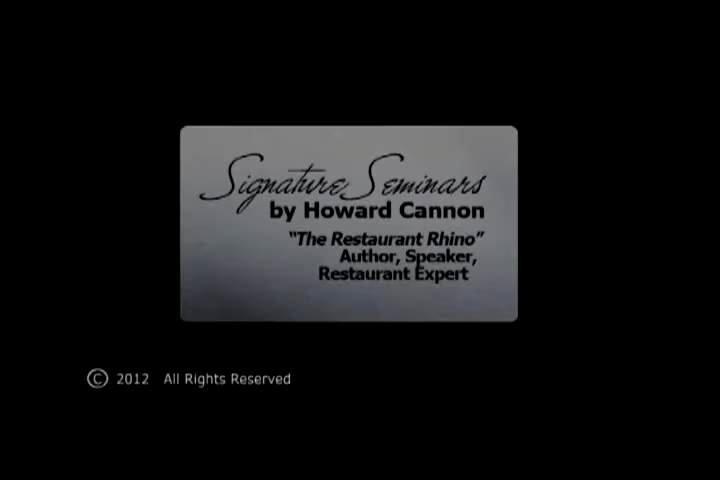 Signature Seminars
by Howard Cannon
“The Restaurant Rhino”
Author, Speaker,
Restaurant Expert
© 2012 All Rights Reserved